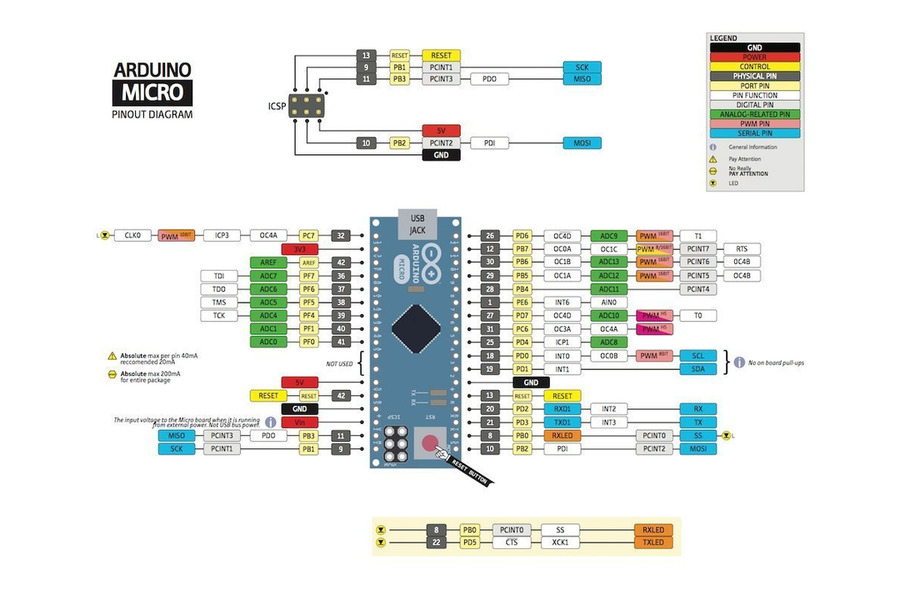 ARDUINO
MICRO
PINOUT DIAGRAM
ICSP
13 RESET RESET
9 PB1 PCINT1 SCK
11 PB3 PCINT3 PDO MISO
5V
10 PB2 PCINT2 PDI MOSI
GND
LEGEND
GND
POWER
CONTROL
PHYSICAL PIN
PORT PIN
PIN FUNCTION
DIGITAL PIN
ANALOG-RELATED PIN
PWM PIN
SERIAL PIN
General Information
Pay Attention
No Really
PAY ATTENTION
LED
USB
JACK
ARDUINO
MICRO
TX
RX
ICSP
RST
RESET BUTTON
L CLK0 PWM 16BIT ICP3 OC4A PC7 32
3V3
AREF AREF 42
TDI ADC7 PF7 36
TDO ADC6 PF6 37
TMS ADC5 PF5 38
TCK ADC4 PF4 39
ADC1 PF1 40
ADC0 PF0 41
NOT USED
5V
RESET RESET 42
GND
Vin
MISO PCINT3 PDO PB3 11
SCK PCINT1 PB1 9
Absolute max per pin 40mA
reccomended 20mA
Absolute max 200mA
for entire package
The input voltage to the Micro board when it is running
from external power. Not USB bus power.
26 PD6 OC4D ADC9 PWM 16BIT T1
12 PB7 OC0A OC1C PWM 8/16BIT PCINT7 RTS
30 PB6 OC1B ADC13 PWM 16BIT PCINT6 0C4B
29 PB5 OC1A ADC12 PWM 16BIT PCINT5 OC4B
28 PB4 ADC11 PCINT4
1 PE6 INT6 AIN0
27 PD7 OC4D ADC10 PWM HS T0
31 PC6 OC3A OC4A PWM HS
25 PD4 ICP1 ADC8
18 PD0 INT0 OC0B PWM 8BIT SCL
19 PD1 INT1 SDA
No on board pull-ups
GND
13 RESET RESET
20 PD2 RXD1 INT2 RX
21 PD3 TXD1 INT3 TX
8 PB0 RXLED PCINT0 SS L
10 PB2 PDI PCINT2 MOSI
8 PB0 PCINT0 SS RXLED
22 PD5 CTS XCK1 TXLED